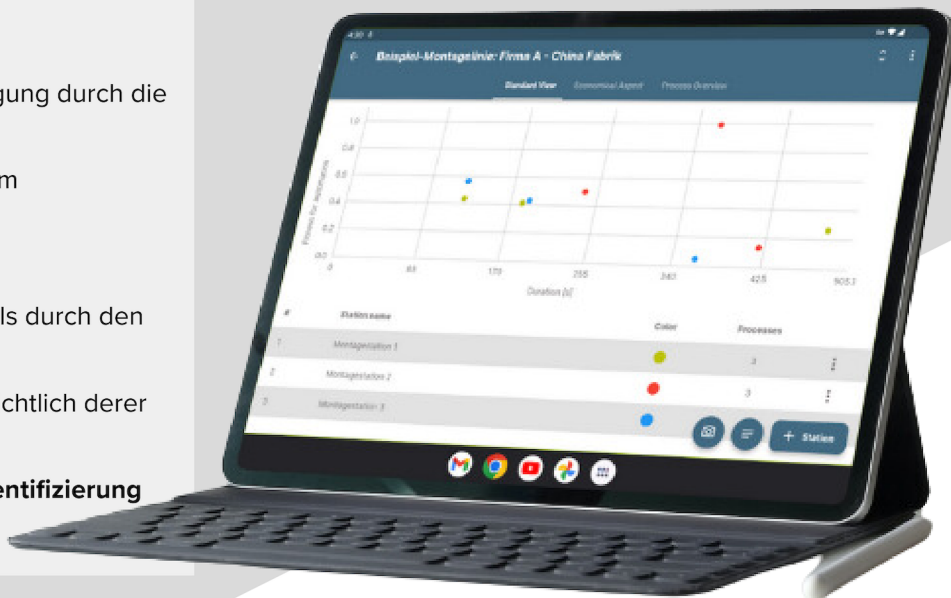 gung durch die
m
ls durch den
chtlich derer
entifizierung
4:30
Beispiel-Montagelinie: Firma A - China Fabrik
Standard View Economical Aspect Process Overview
1.0
0.8
0.6
0.4
0.2
0.0
0 85 170 255 340 425
Duration [s]
# Station name Color Processes
1 Montagestation 1 3
2 Montagestation 2 3
3 Montagestation 3
+ Station